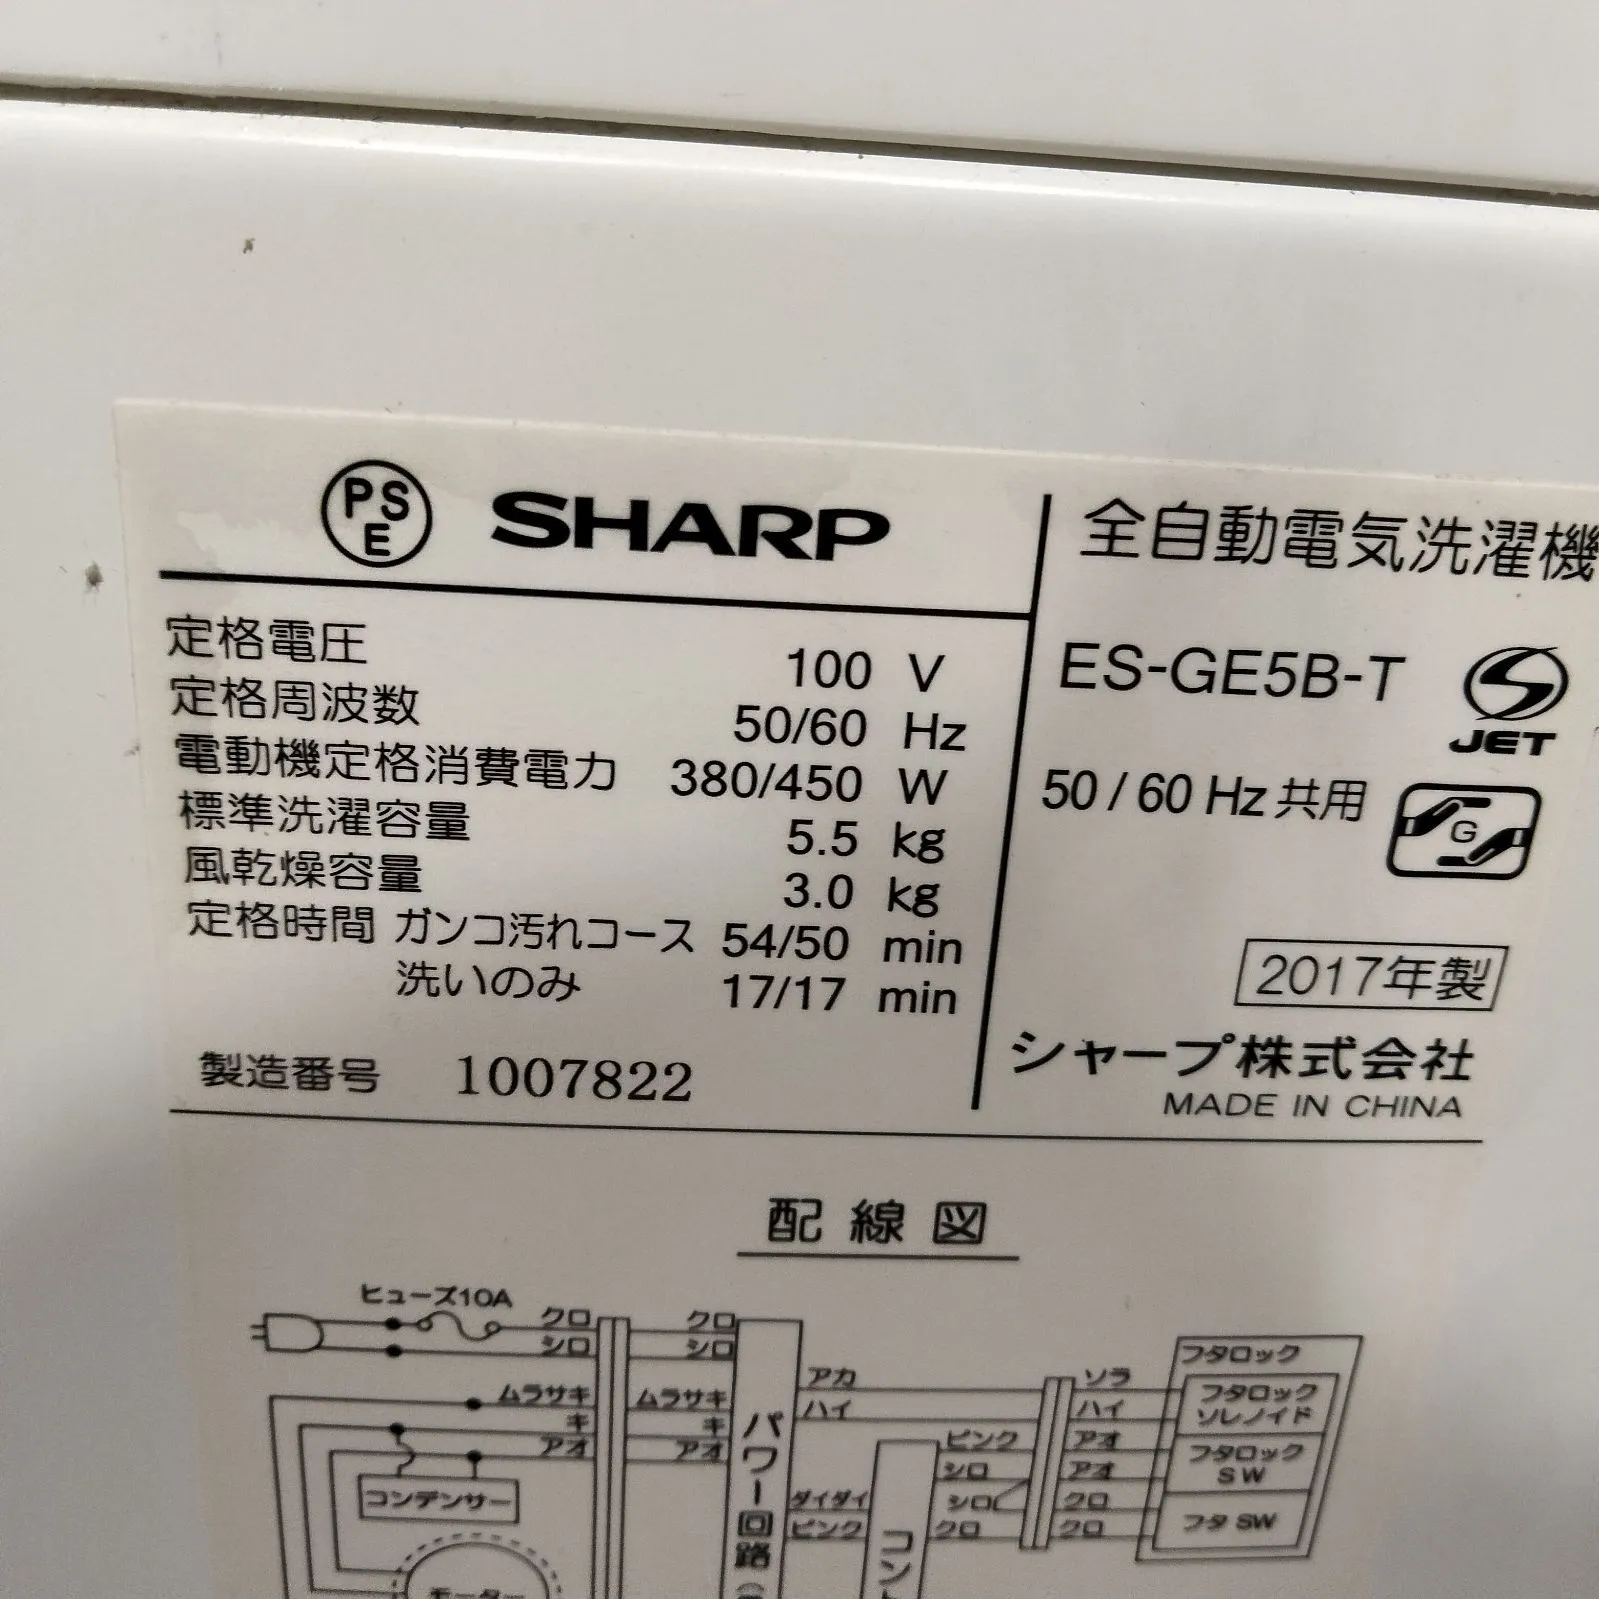 PSE SHARP
定格電圧 100 V
定格周波数 50/60 Hz
電動機定格消費電力 380/450 W
標準洗濯容量 5.5 kg
風乾燥容量 3.0 kg
定格時間 ガンコ汚れコース 54/50 min
洗いのみ 17/17 min
製造番号 1007822
全自動電気洗濯機
ES-GE5B-T
JET
50/60 Hz共用
G
2017年製
シャープ株式会社
MADE IN CHINA
配線図
ヒューズ10A
クロ クロ
シロ シロ
ムラサキ ムラサキ
キ キ
アオ アオ
コンデンサー
モーター
パワー回路
アカ
ハイ
ダイダイ
ピンク
ピンク
シロ
シロ
クロ
ソラ
ハイ
アオ
アオ
クロ
クロ
フタロック
フタロック
ソレノイド
フタロック
SW
フタ SW